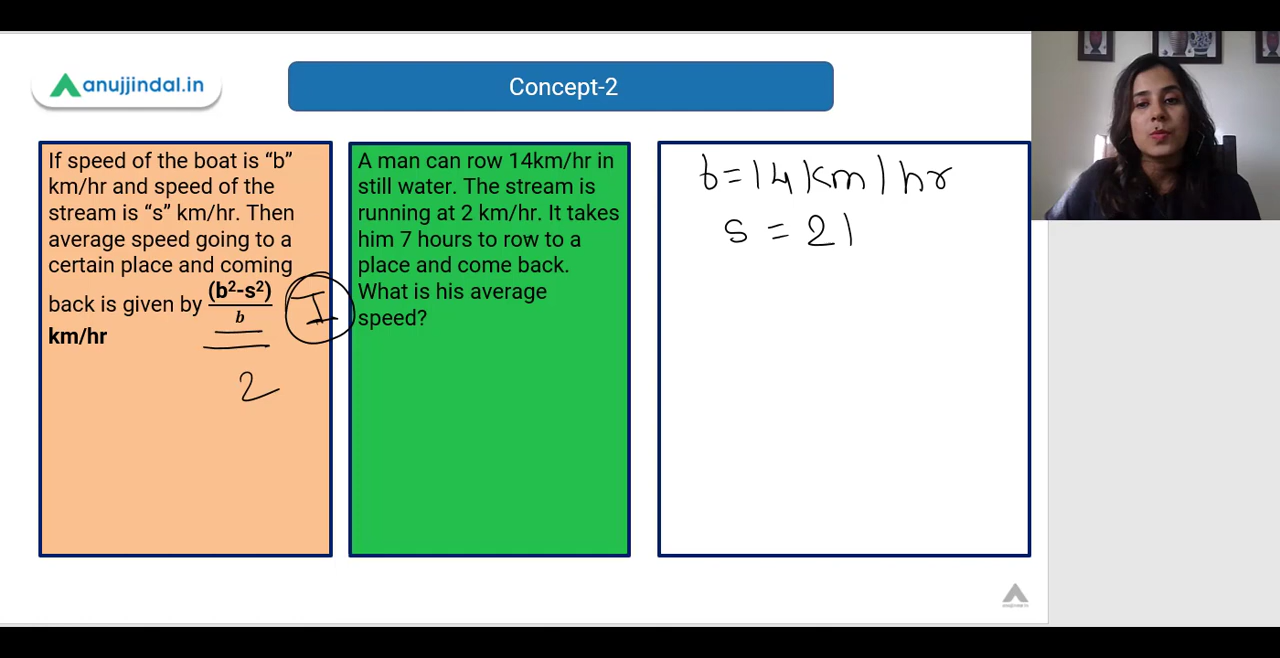 anujjindal.in
Concept-2
If speed of the boat is “b”
km/hr and speed of the
stream is “s” km/hr. Then
average speed going to a
certain place and coming
back is given by (b²-s²)
b
km/hr
I
2
A man can row 14km/hr in
still water. The stream is
running at 2 km/hr. It takes
him 7 hours to row to a
place and come back.
What is his average
speed?
b=14km/hr
s = 2|